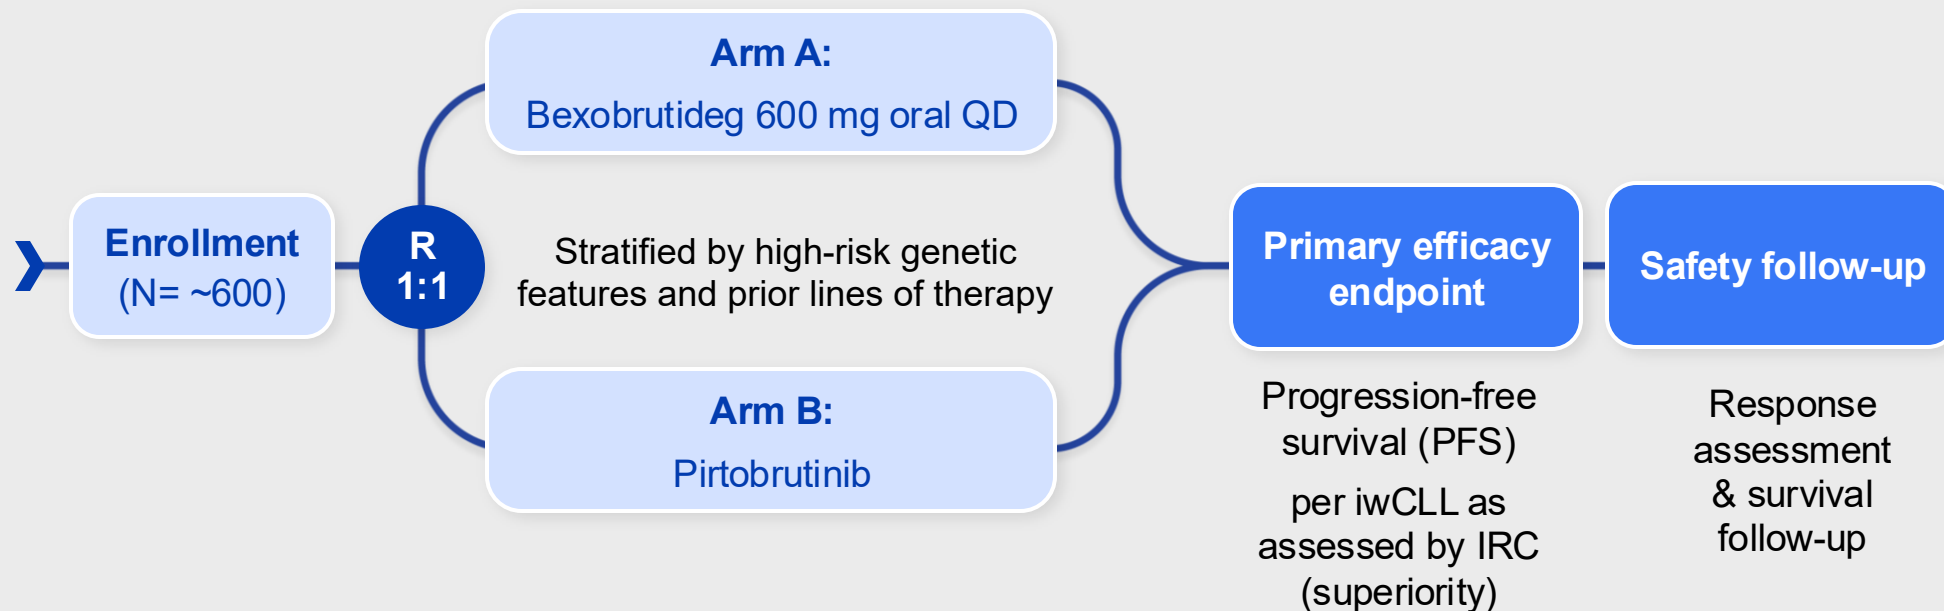 Enrollment
(N= ~600)
R
1:1
Arm A:
Bexobrutideg 600 mg oral QD
Stratified by high-risk genetic
features and prior lines of therapy
Arm B:
Pirtobrutinib
Primary efficacy
endpoint
Progression-free
survival (PFS)
per iwCLL as
assessed by IRC
(superiority)
Safety follow-up
Response
assessment
& survival
follow-up